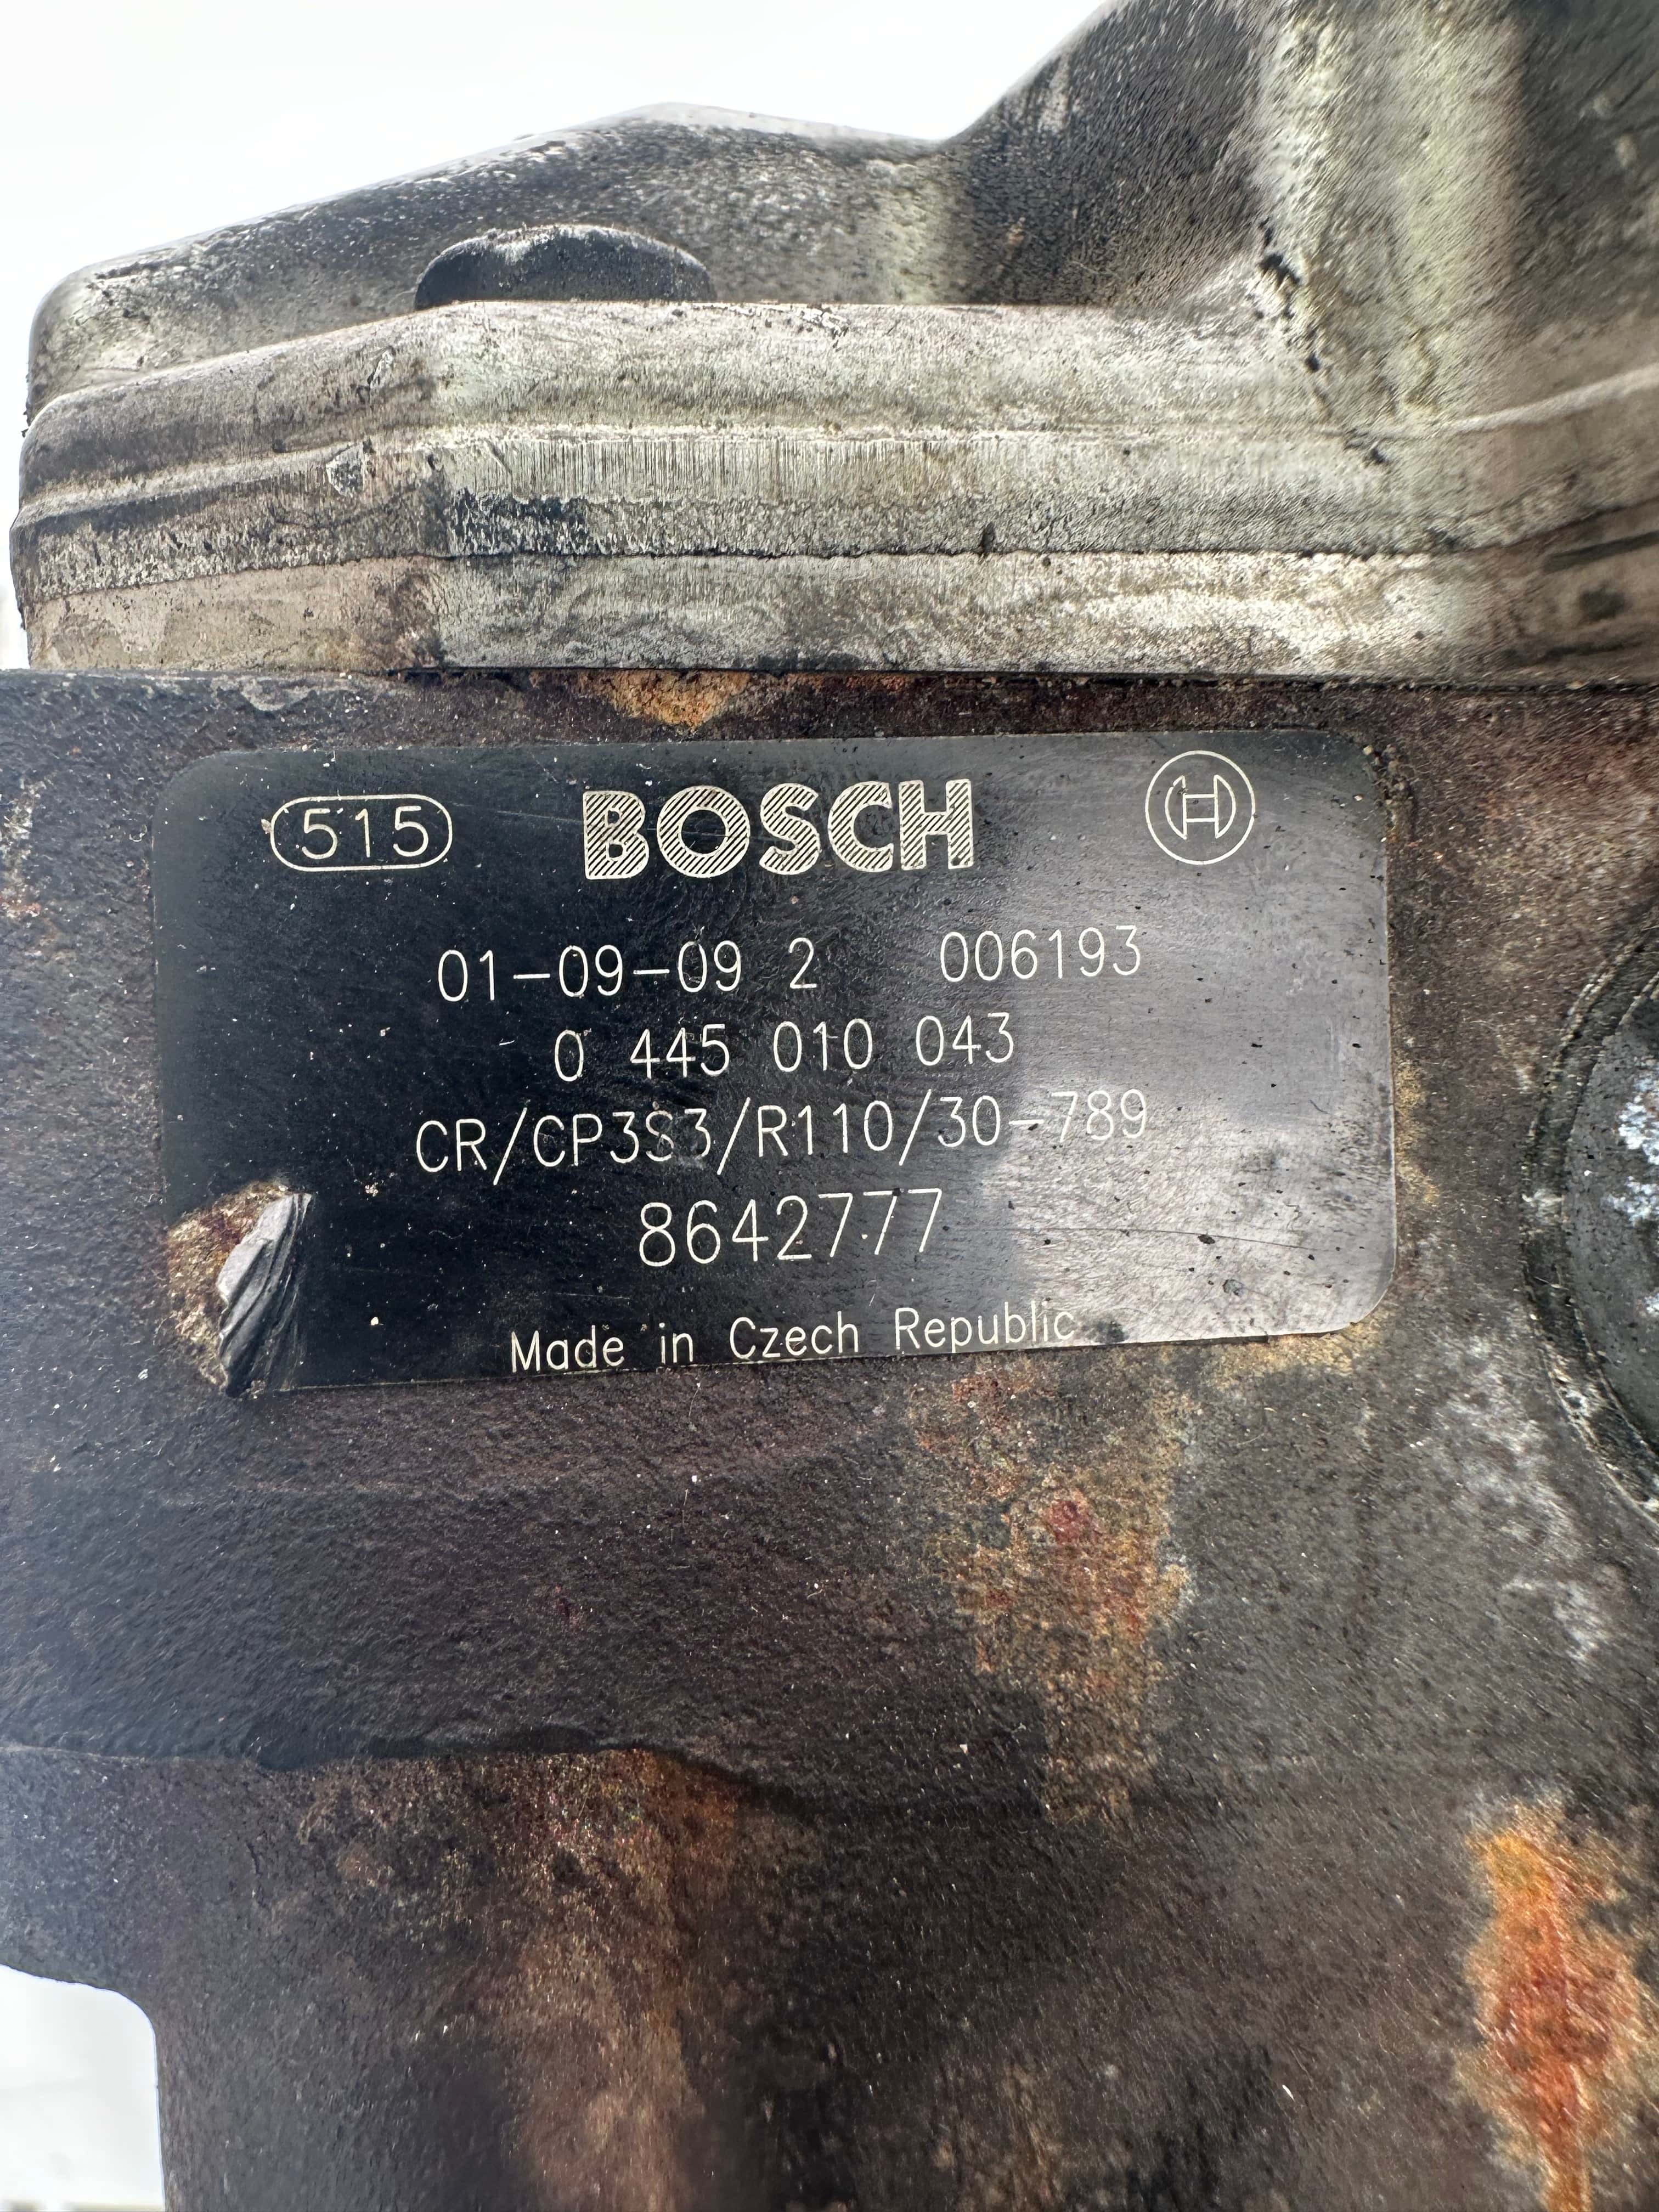 515 BOSCH
01-09-09 2 006193
0 445 010 043
CR/CP3S3/R110/30-789
8642777
Made in Czech Republic